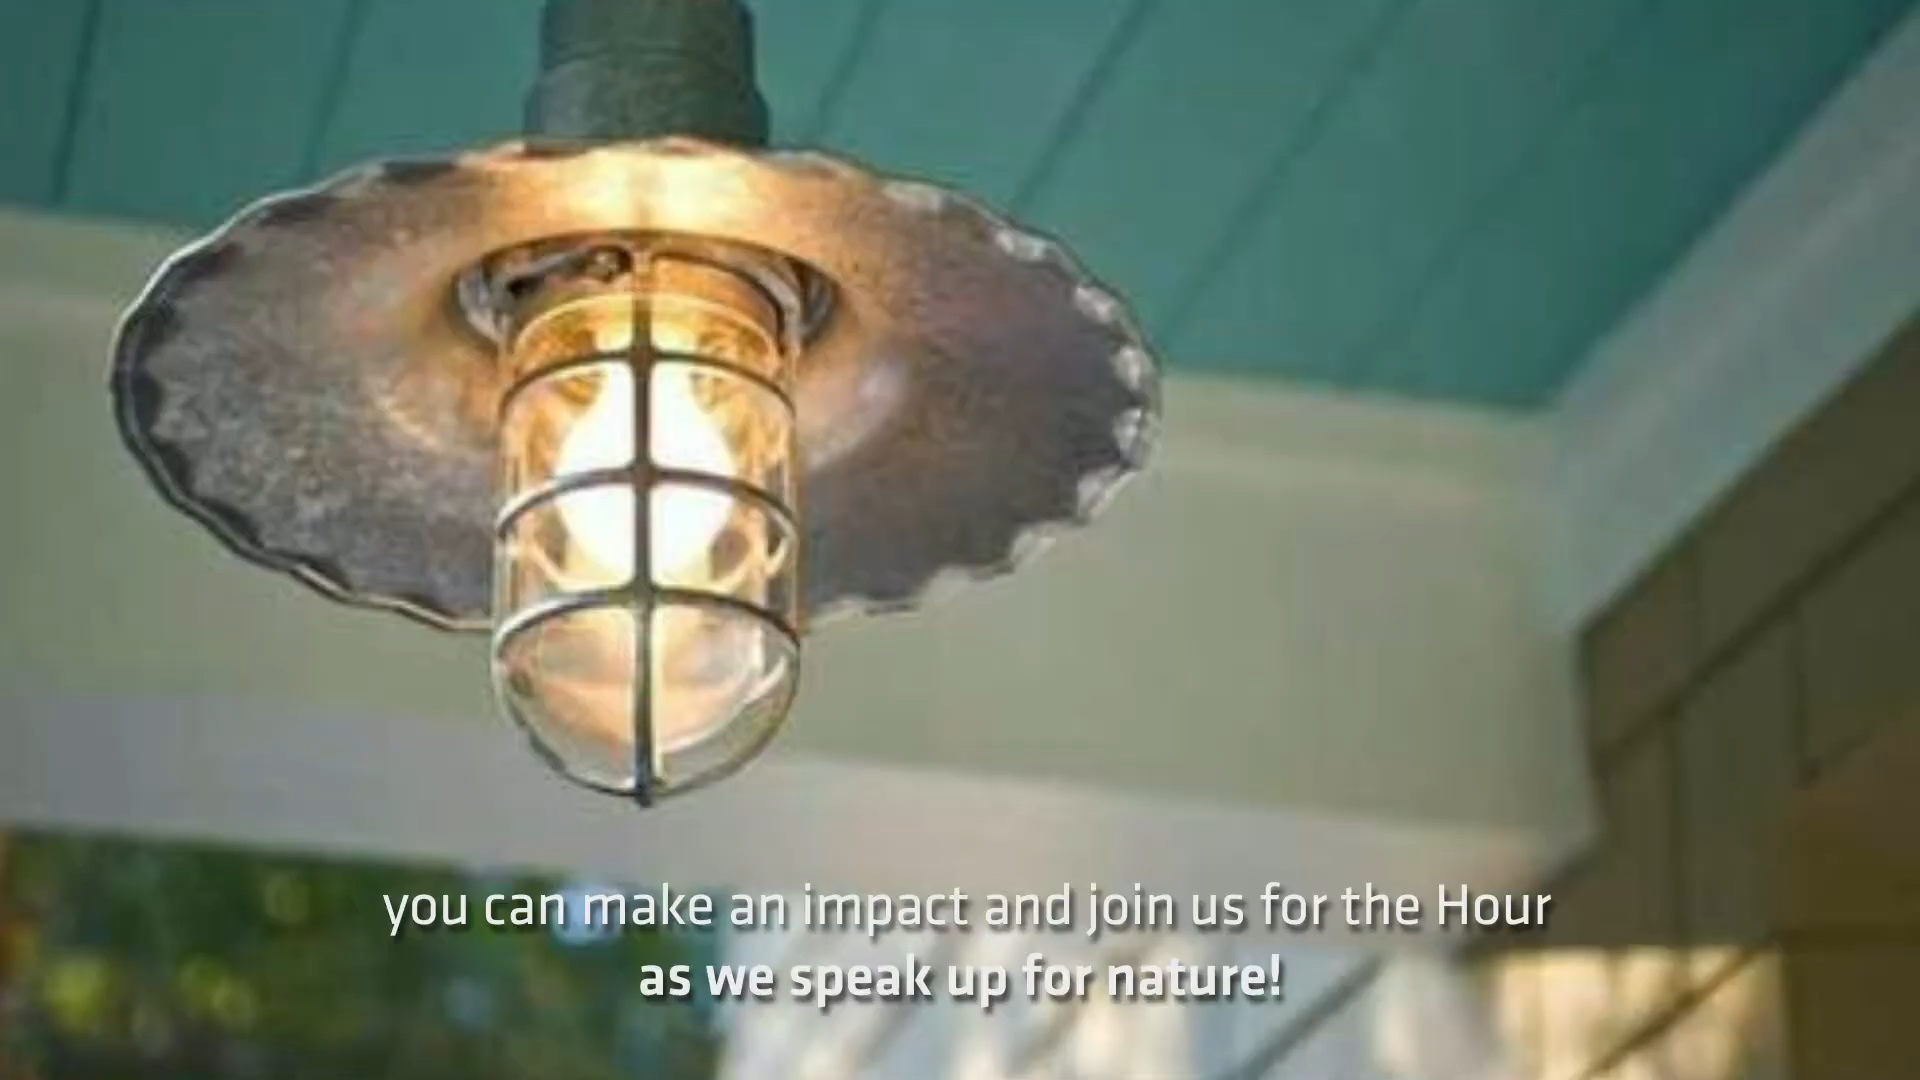 you can make an impact and join us for the Hour
as we speak up for nature!